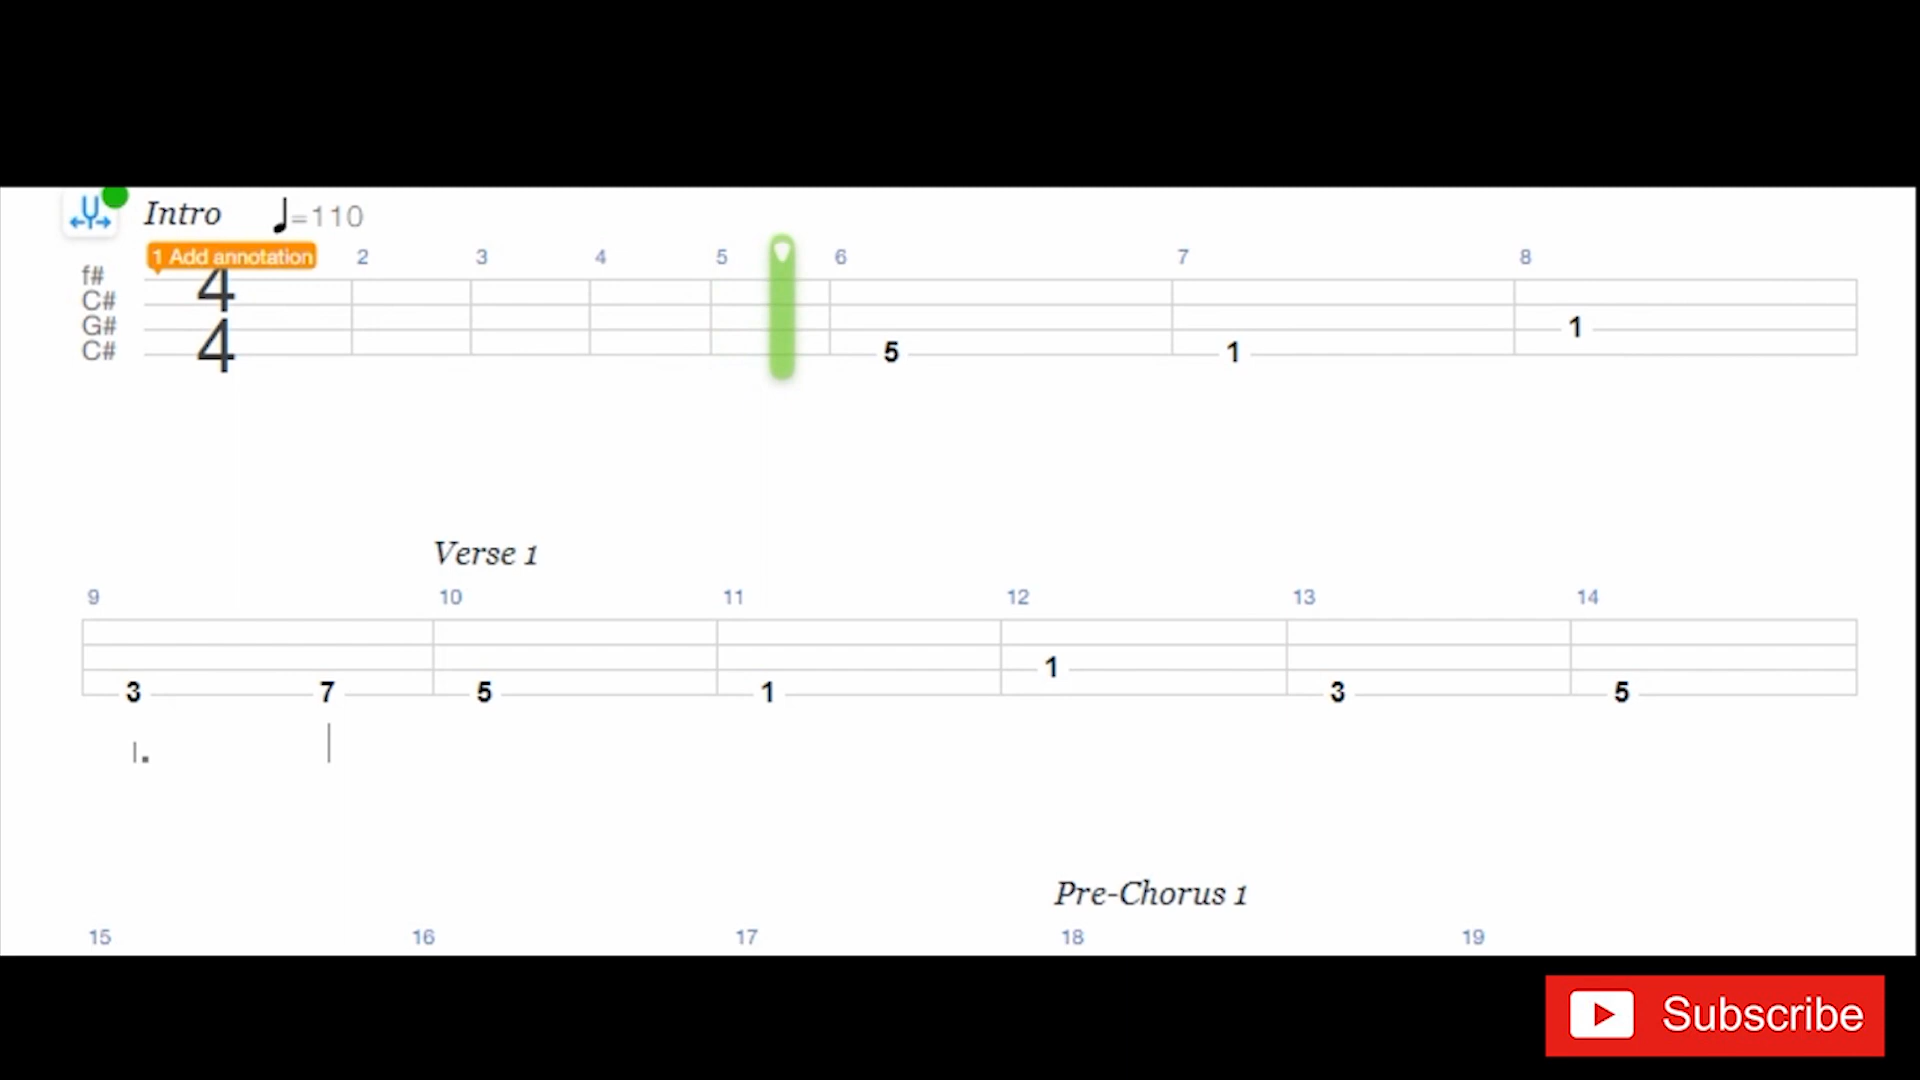 Intro ♩=110
1 Add annotation 2 3 4 5 6 7 8
f#
C#
G#
C#
4
4
1
5 1
Verse 1
9 10 11 12 13 14
1
3 7 5 1 3 5
Pre-Chorus 1
15 16 17 18 19
Subscribe